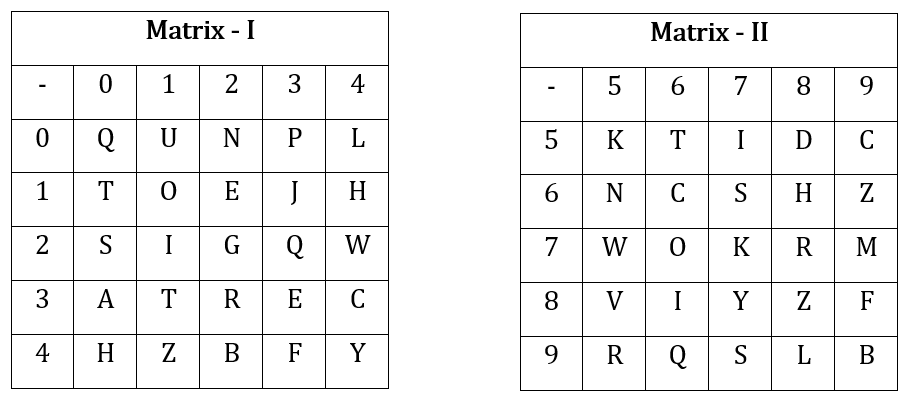 Matrix - I
- 0 1 2 3 4
0 Q U N P L
1 T O E J H
2 S I G Q W
3 A T R E C
4 H Z B F Y
Matrix - II
- 5 6 7 8 9
5 K T I D C
6 N C S H Z
7 W O K R M
8 V I Y Z F
9 R Q S L B